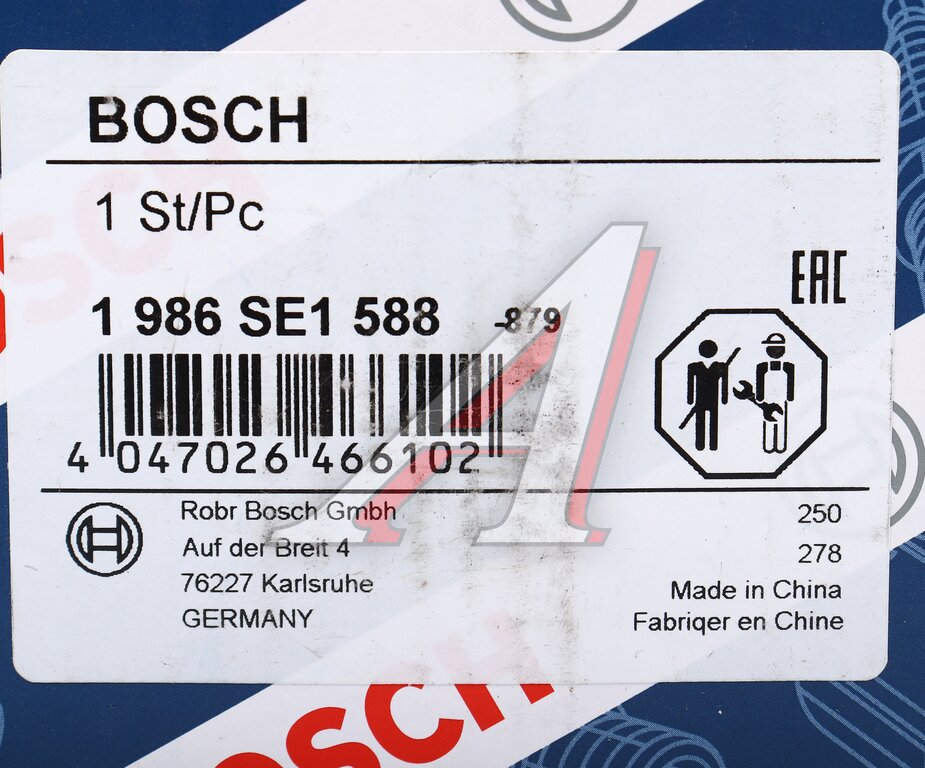 BOSCH
1 St/Pc
EAC
1 986 SE1 588 -879
4 047026 466102
Robr Bosch Gmbh
Auf der Breit 4
76227 Karlsruhe
GERMANY
250
278
Made in China
Fabriqer en Chine
BOSCH